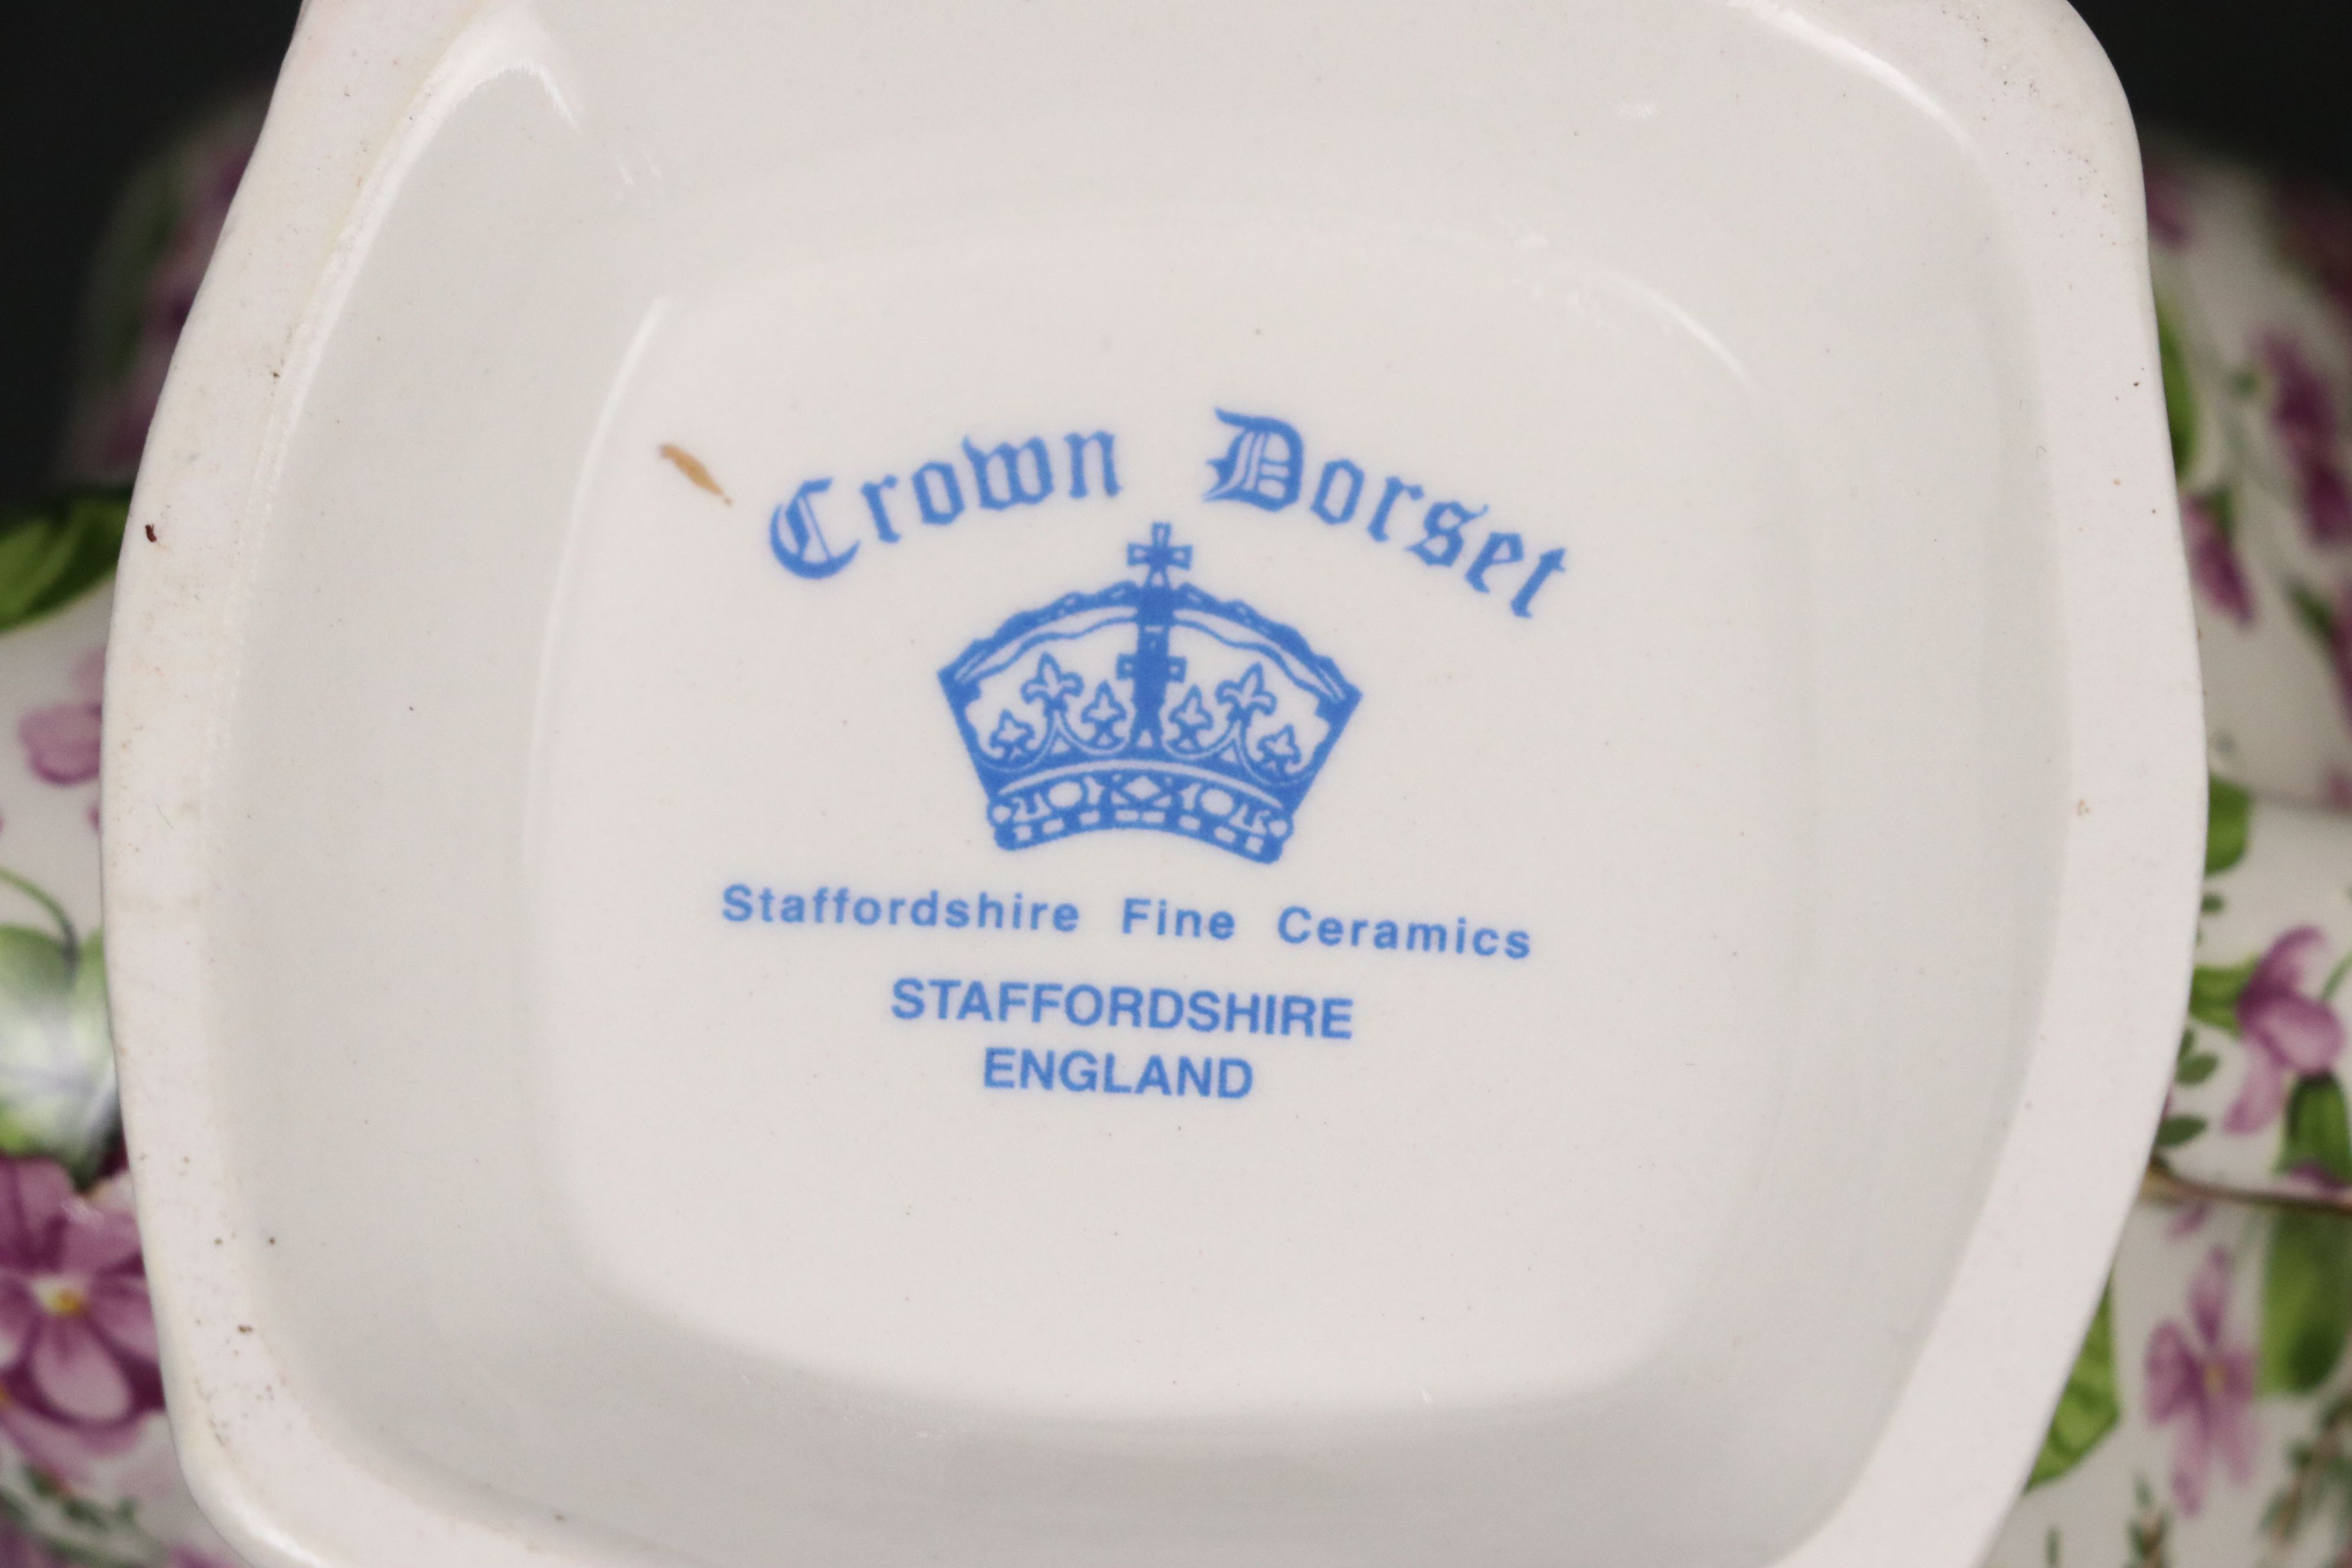 Crown Dorset
Staffordshire Fine Ceramics
STAFFORDSHIRE
ENGLAND